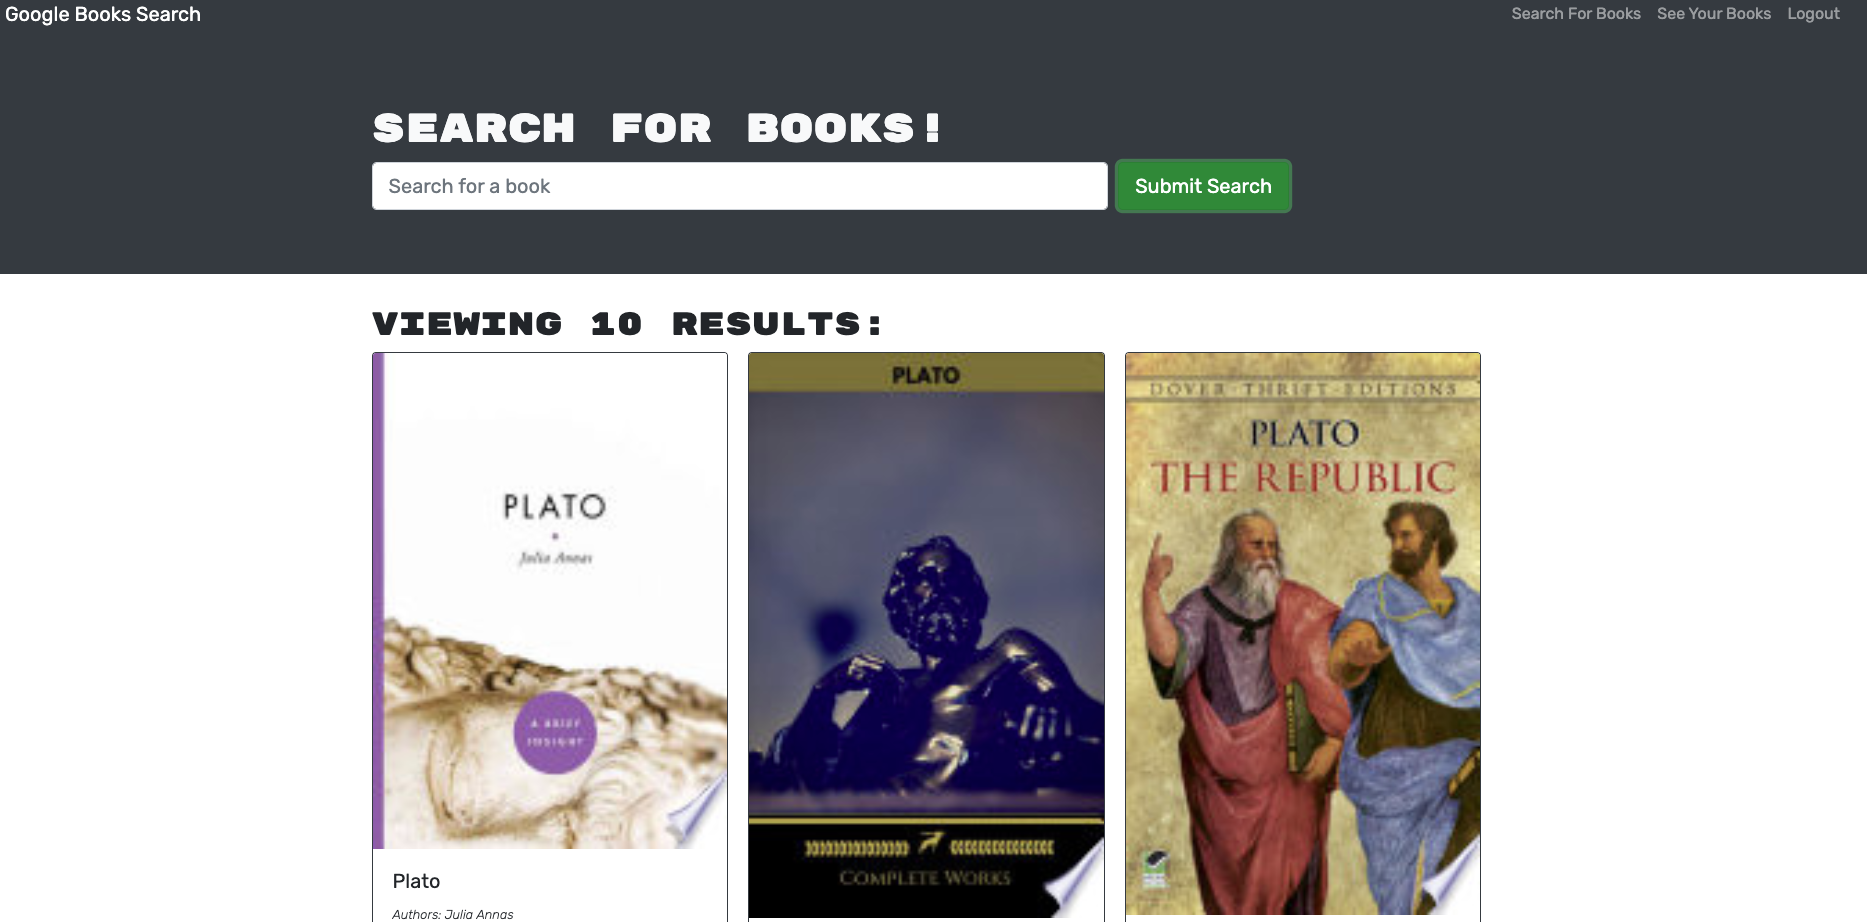 Google Books Search
Search For Books See Your Books Logout
SEARCH FOR BOOKS!
Search for a book
Submit Search
VIEWING 10 RESULTS:
PLATO
Julia Annas
A BRIEF
INSIGHT
Plato
Authors: Julia Annas
PLATO
COMPLETE WORKS
DOVER · THRIFT · EDITIONS
PLATO
THE REPUBLIC